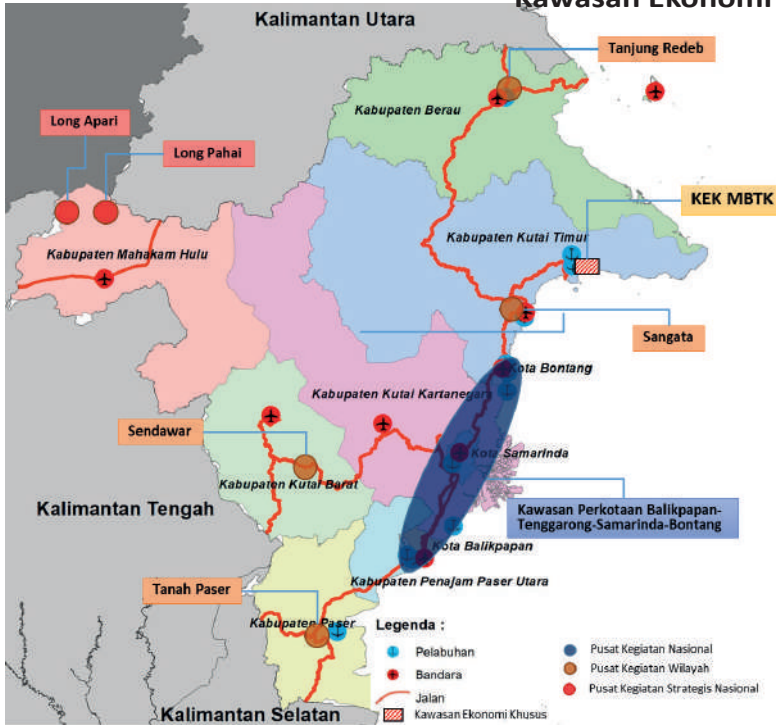 Kawasan Ekonomi
Kalimantan Utara
Tanjung Redeb
Kabupaten Berau
Long Apari
Long Pahai
KEK MBTK
Kabupaten Kutai Timur
Kabupaten Mahakam Hulu
Sangata
Kota Bontang
Kabupaten Kutai Kartanegara
Sendawar
Kota Samarinda
Kabupaten Kutai Barat
Kalimantan Tengah
Kawasan Perkotaan Balikpapan-
Tenggarong-Samarinda-Bontang
Kota Balikpapan
Kabupaten Penajam Paser Utara
Tanah Paser
Kabupaten Paser
Legenda :
Pelabuhan
Bandara
Jalan
Kawasan Ekonomi Khusus
Pusat Kegiatan Nasional
Pusat Kegiatan Wilayah
Pusat Kegiatan Strategis Nasional
Kalimantan Selatan